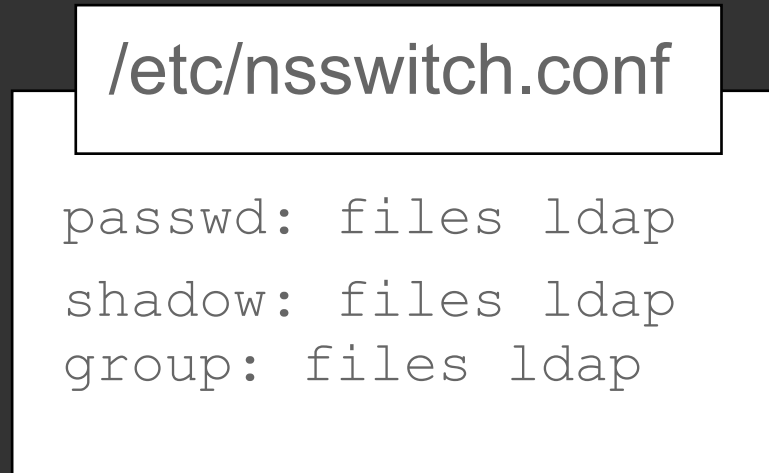 /etc/nsswitch.conf
passwd: files ldap
shadow: files ldap
group: files ldap